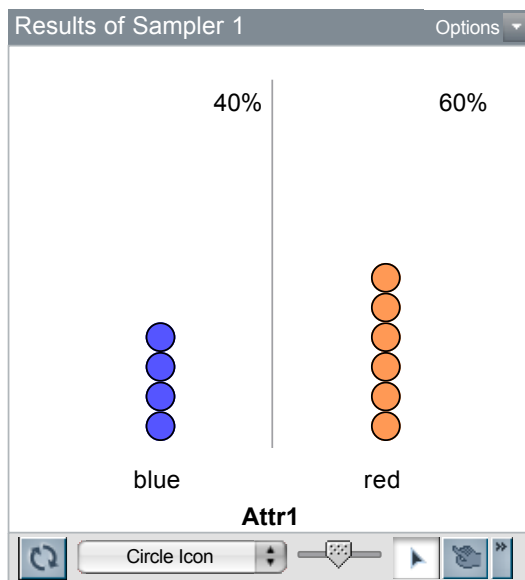 Results of Sampler 1 Options
40% 60%
blue red
Attr1
Circle Icon »